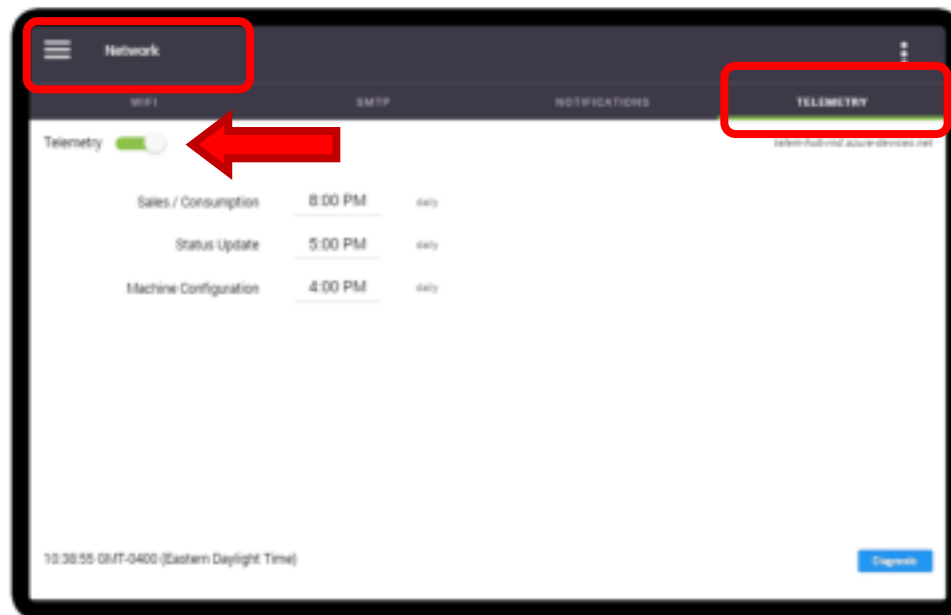 Network
WIFI SMTP NOTIFICATIONS TELEMETRY
Telemetry
Sales / Consumption 8:00 PM daily
Status Update 5:00 PM daily
Machine Configuration 4:00 PM daily
10:38:55 GMT-0400 (Eastern Daylight Time) Diagnostic